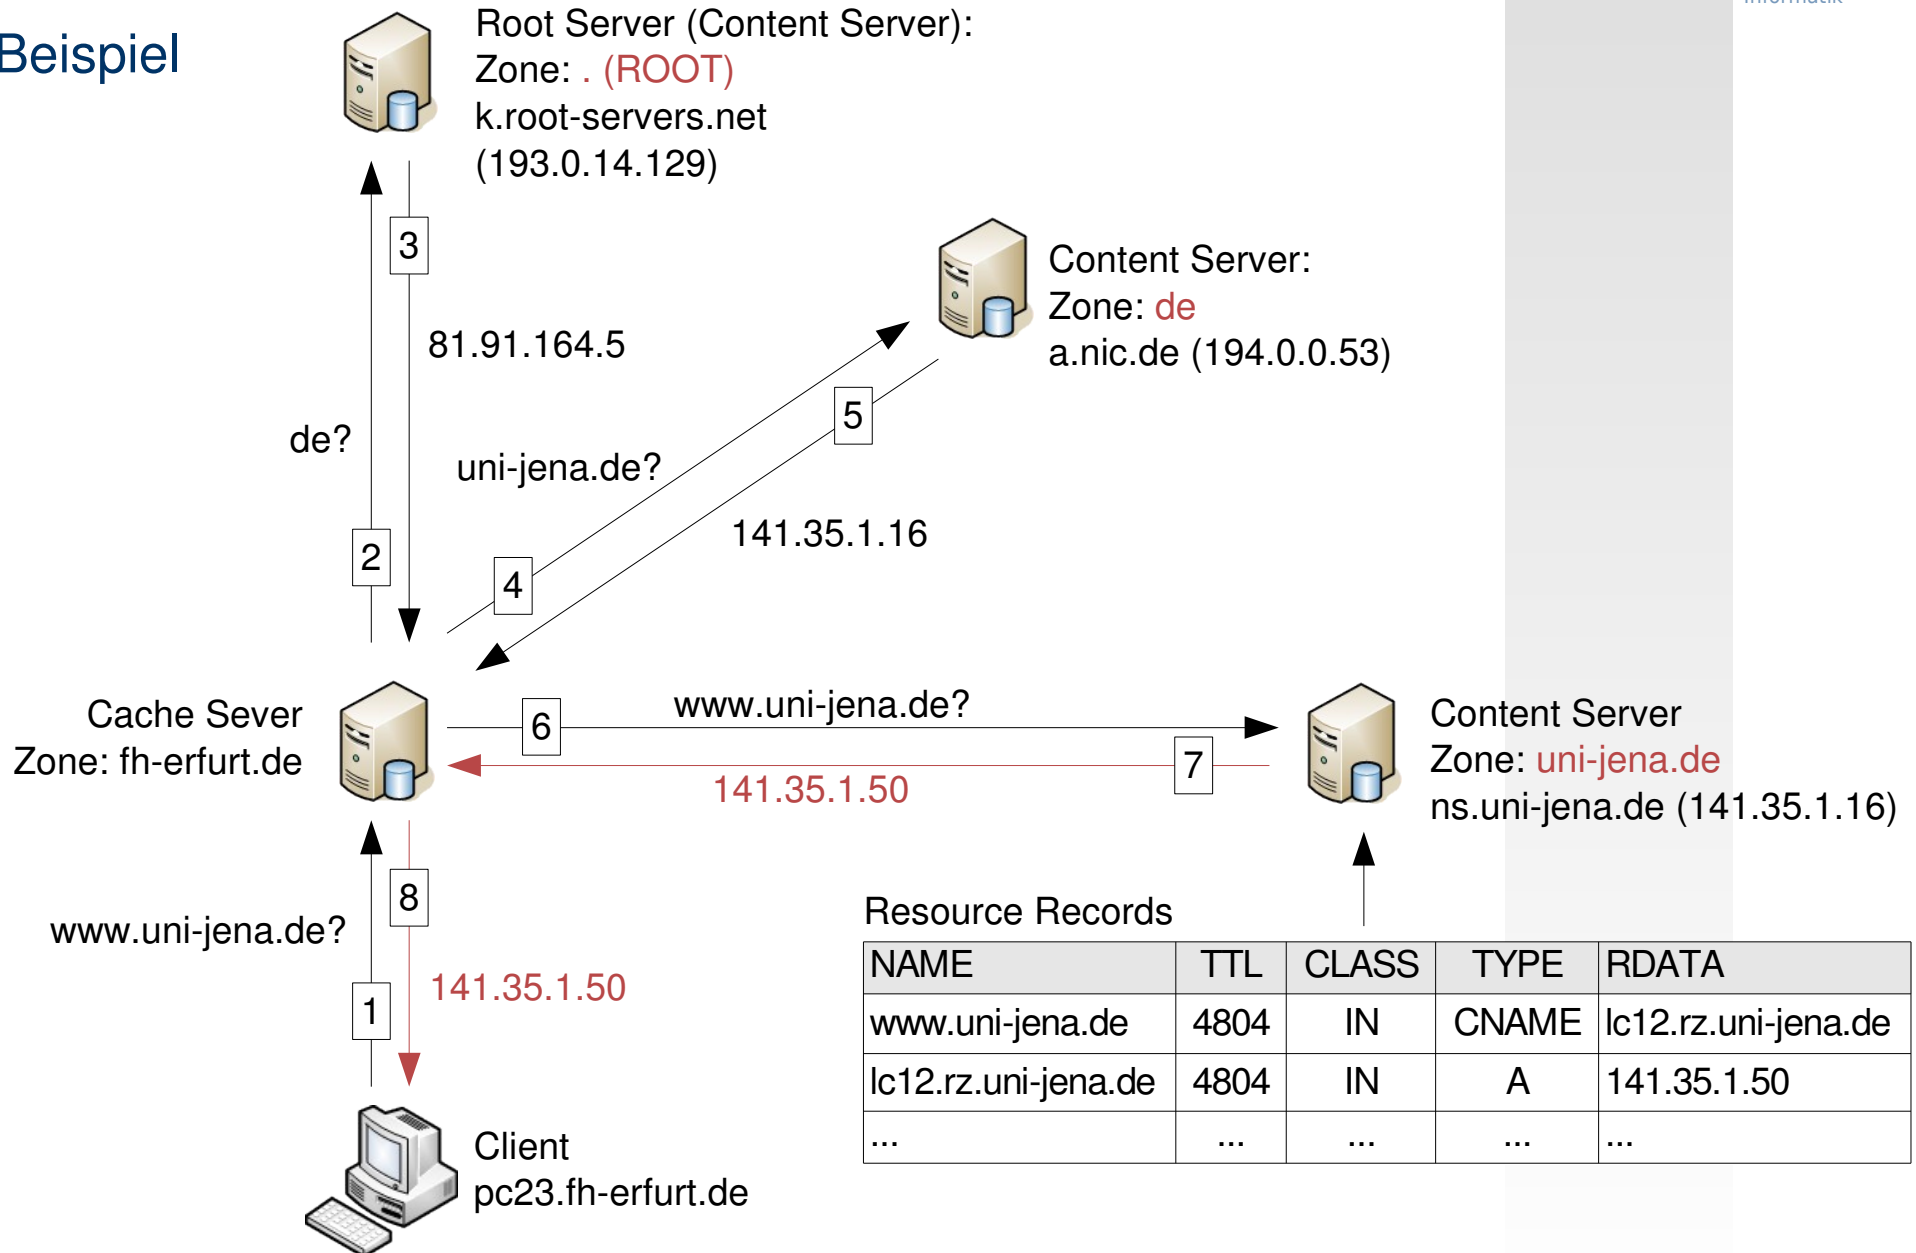 Informatik
Beispiel
Root Server (Content Server):
Zone: . (ROOT)
k.root-servers.net
(193.0.14.129)
3
81.91.164.5
Content Server:
Zone: de
a.nic.de (194.0.0.53)
5
de?
uni-jena.de?
141.35.1.16
2
4
Cache Sever
Zone: fh-erfurt.de
www.uni-jena.de?
6
7
141.35.1.50
Content Server
Zone: uni-jena.de
ns.uni-jena.de (141.35.1.16)
8
www.uni-jena.de?
141.35.1.50
1
Client
pc23.fh-erfurt.de
Resource Records
NAME TTL CLASS TYPE RDATA
www.uni-jena.de 4804 IN CNAME lc12.rz.uni-jena.de
lc12.rz.uni-jena.de 4804 IN A 141.35.1.50
... ... ... ... ...